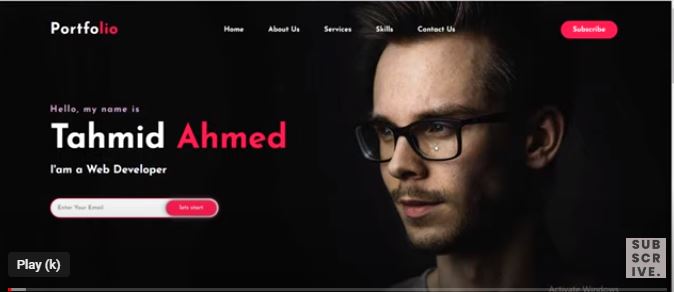 Portfolio
Home About Us Services Skills Contact Us
Subscribe
Hello, my name is
Tahmid Ahmed
I'am a Web Developer
Enter Your Email
Lets start
Play (k)
SUB
SCR
IVE.
Activate Windows